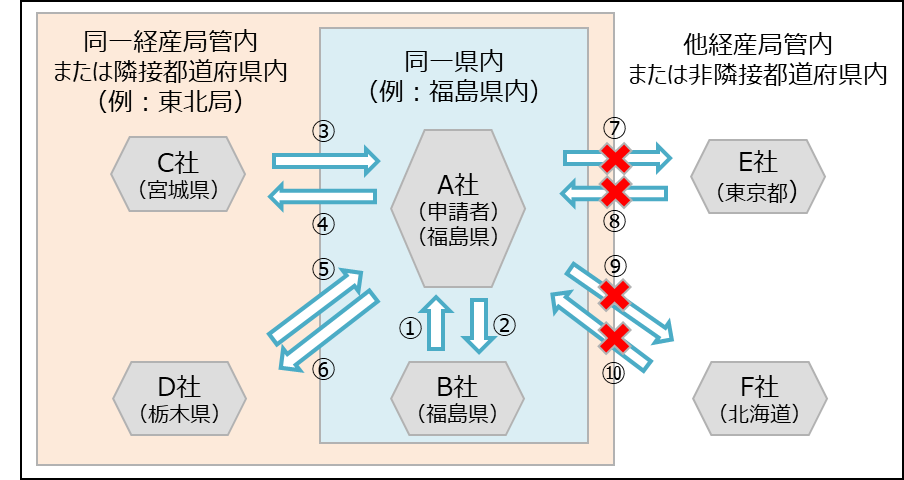 同一経産局管内
または隣接都道府県内
（例：東北局）
同一県内
（例：福島県内）
他経産局管内
または非隣接都道府県内
③
⑦
C社
（宮城県）
A社
（申請者）
（福島県）
E社
（東京都）
④
⑧
⑤
⑨
①
②
⑥
⑩
D社
（栃木県）
B社
（福島県）
F社
（北海道）